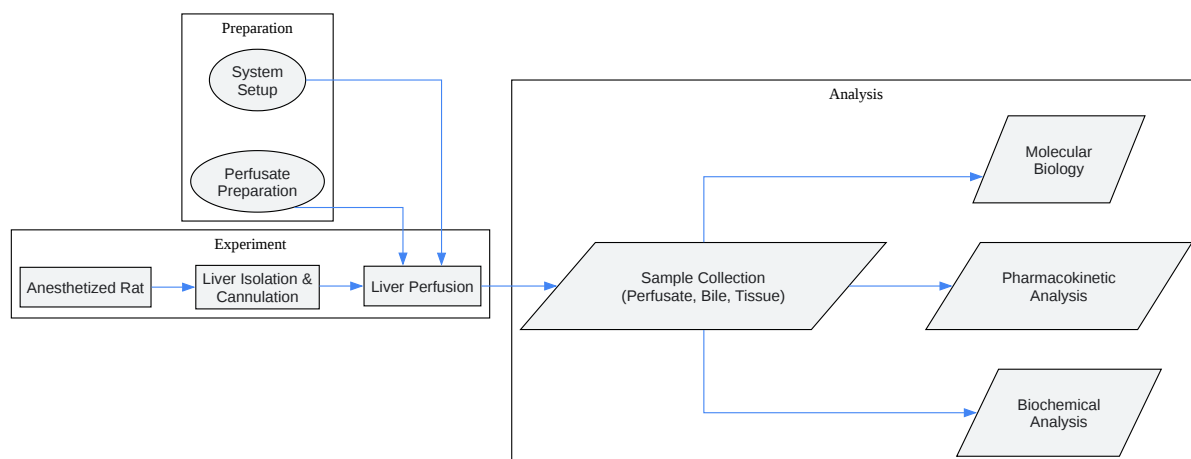 Preparation
System
Setup
Perfusate
Preparation
Experiment
Anesthetized Rat
Liver Isolation &
Cannulation
Liver Perfusion
Analysis
Sample Collection
(Perfusate, Bile, Tissue)
Molecular
Biology
Pharmacokinetic
Analysis
Biochemical
Analysis